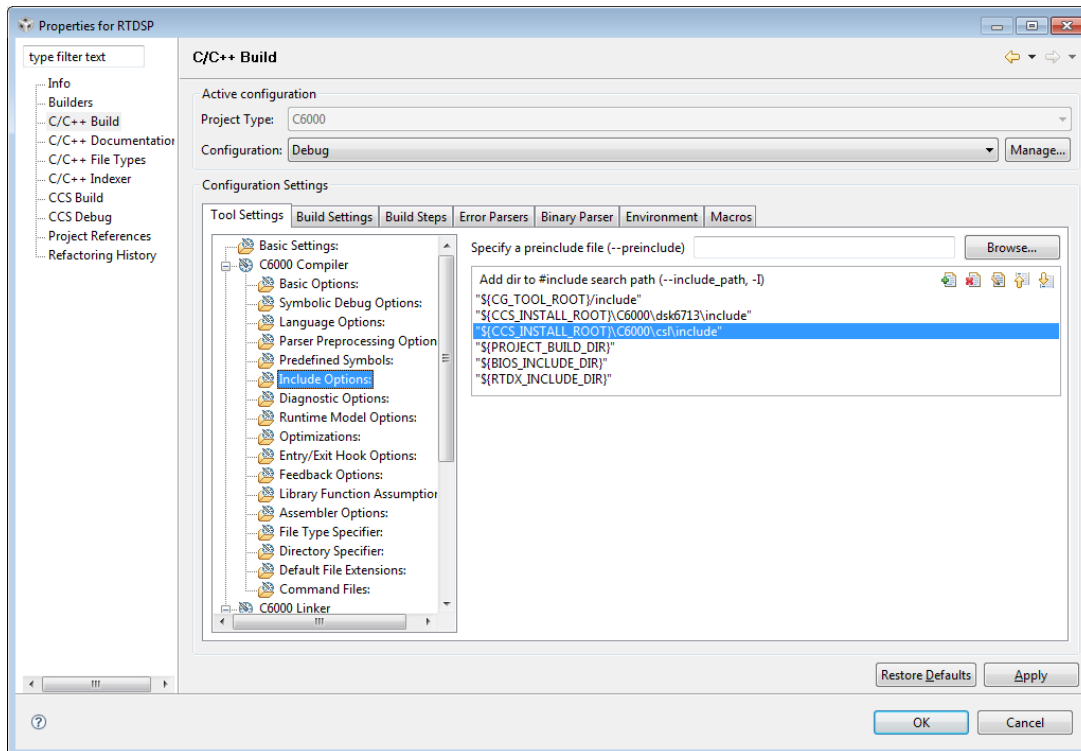 Properties for RTDSP
type filter text
Info
Builders
C/C++ Build
C/C++ Documentation
C/C++ File Types
C/C++ Indexer
CCS Build
CCS Debug
Project References
Refactoring History
C/C++ Build
Active configuration
Project Type: C6000
Configuration: Debug Manage...
Configuration Settings
Tool Settings Build Settings Build Steps Error Parsers Binary Parser Environment Macros
Basic Settings:
C6000 Compiler
Basic Options:
Symbolic Debug Options:
Language Options:
Parser Preprocessing Option
Predefined Symbols:
Include Options:
Diagnostic Options:
Runtime Model Options:
Optimizations:
Entry/Exit Hook Options:
Feedback Options:
Library Function Assumption
Assembler Options:
File Type Specifier:
Directory Specifier:
Default File Extensions:
Command Files:
C6000 Linker
Specify a preinclude file (--preinclude) Browse...
Add dir to #include search path (--include_path, -I)
"${CG_TOOL_ROOT}/include"
"${CCS_INSTALL_ROOT}\C6000\dsk6713\include"
"${CCS_INSTALL_ROOT}\C6000\csl\include"
"${PROJECT_BUILD_DIR}"
"${BIOS_INCLUDE_DIR}"
"${RTDX_INCLUDE_DIR}"
Restore Defaults Apply
OK Cancel